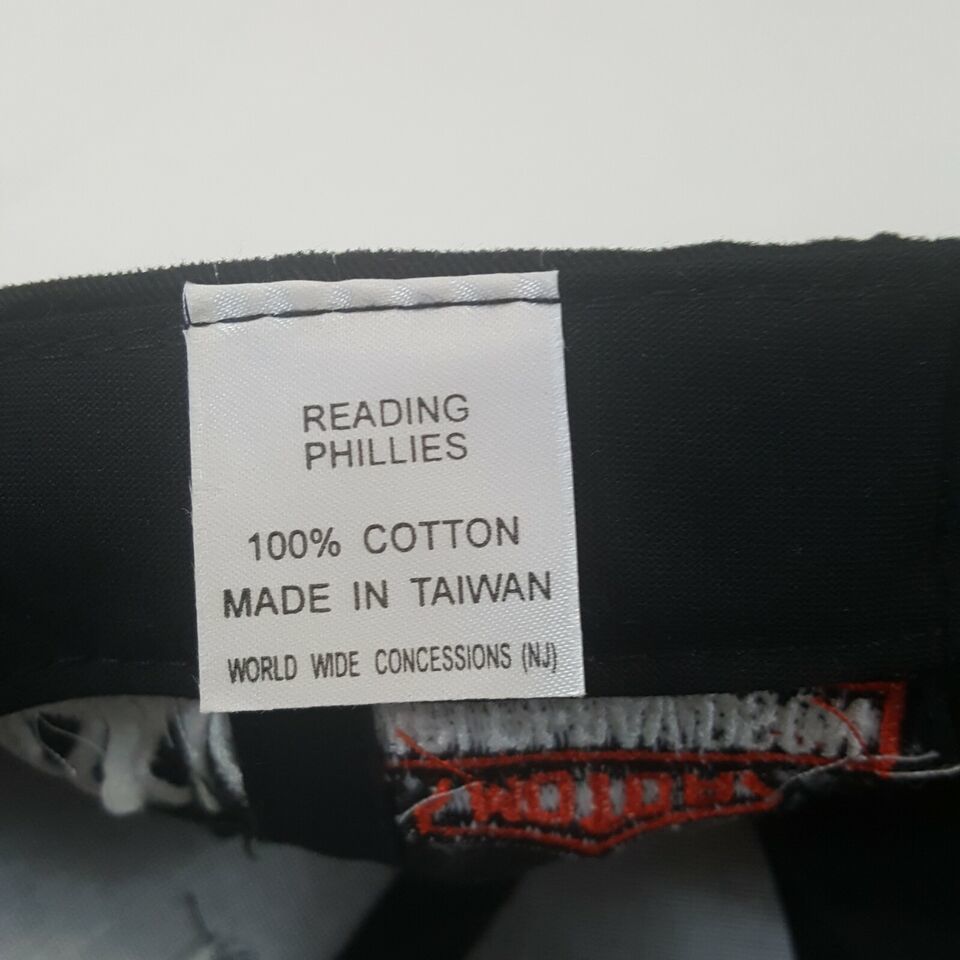 READING
PHILLIES
100% COTTON
MADE IN TAIWAN
WORLD WIDE CONCESSIONS (NJ)